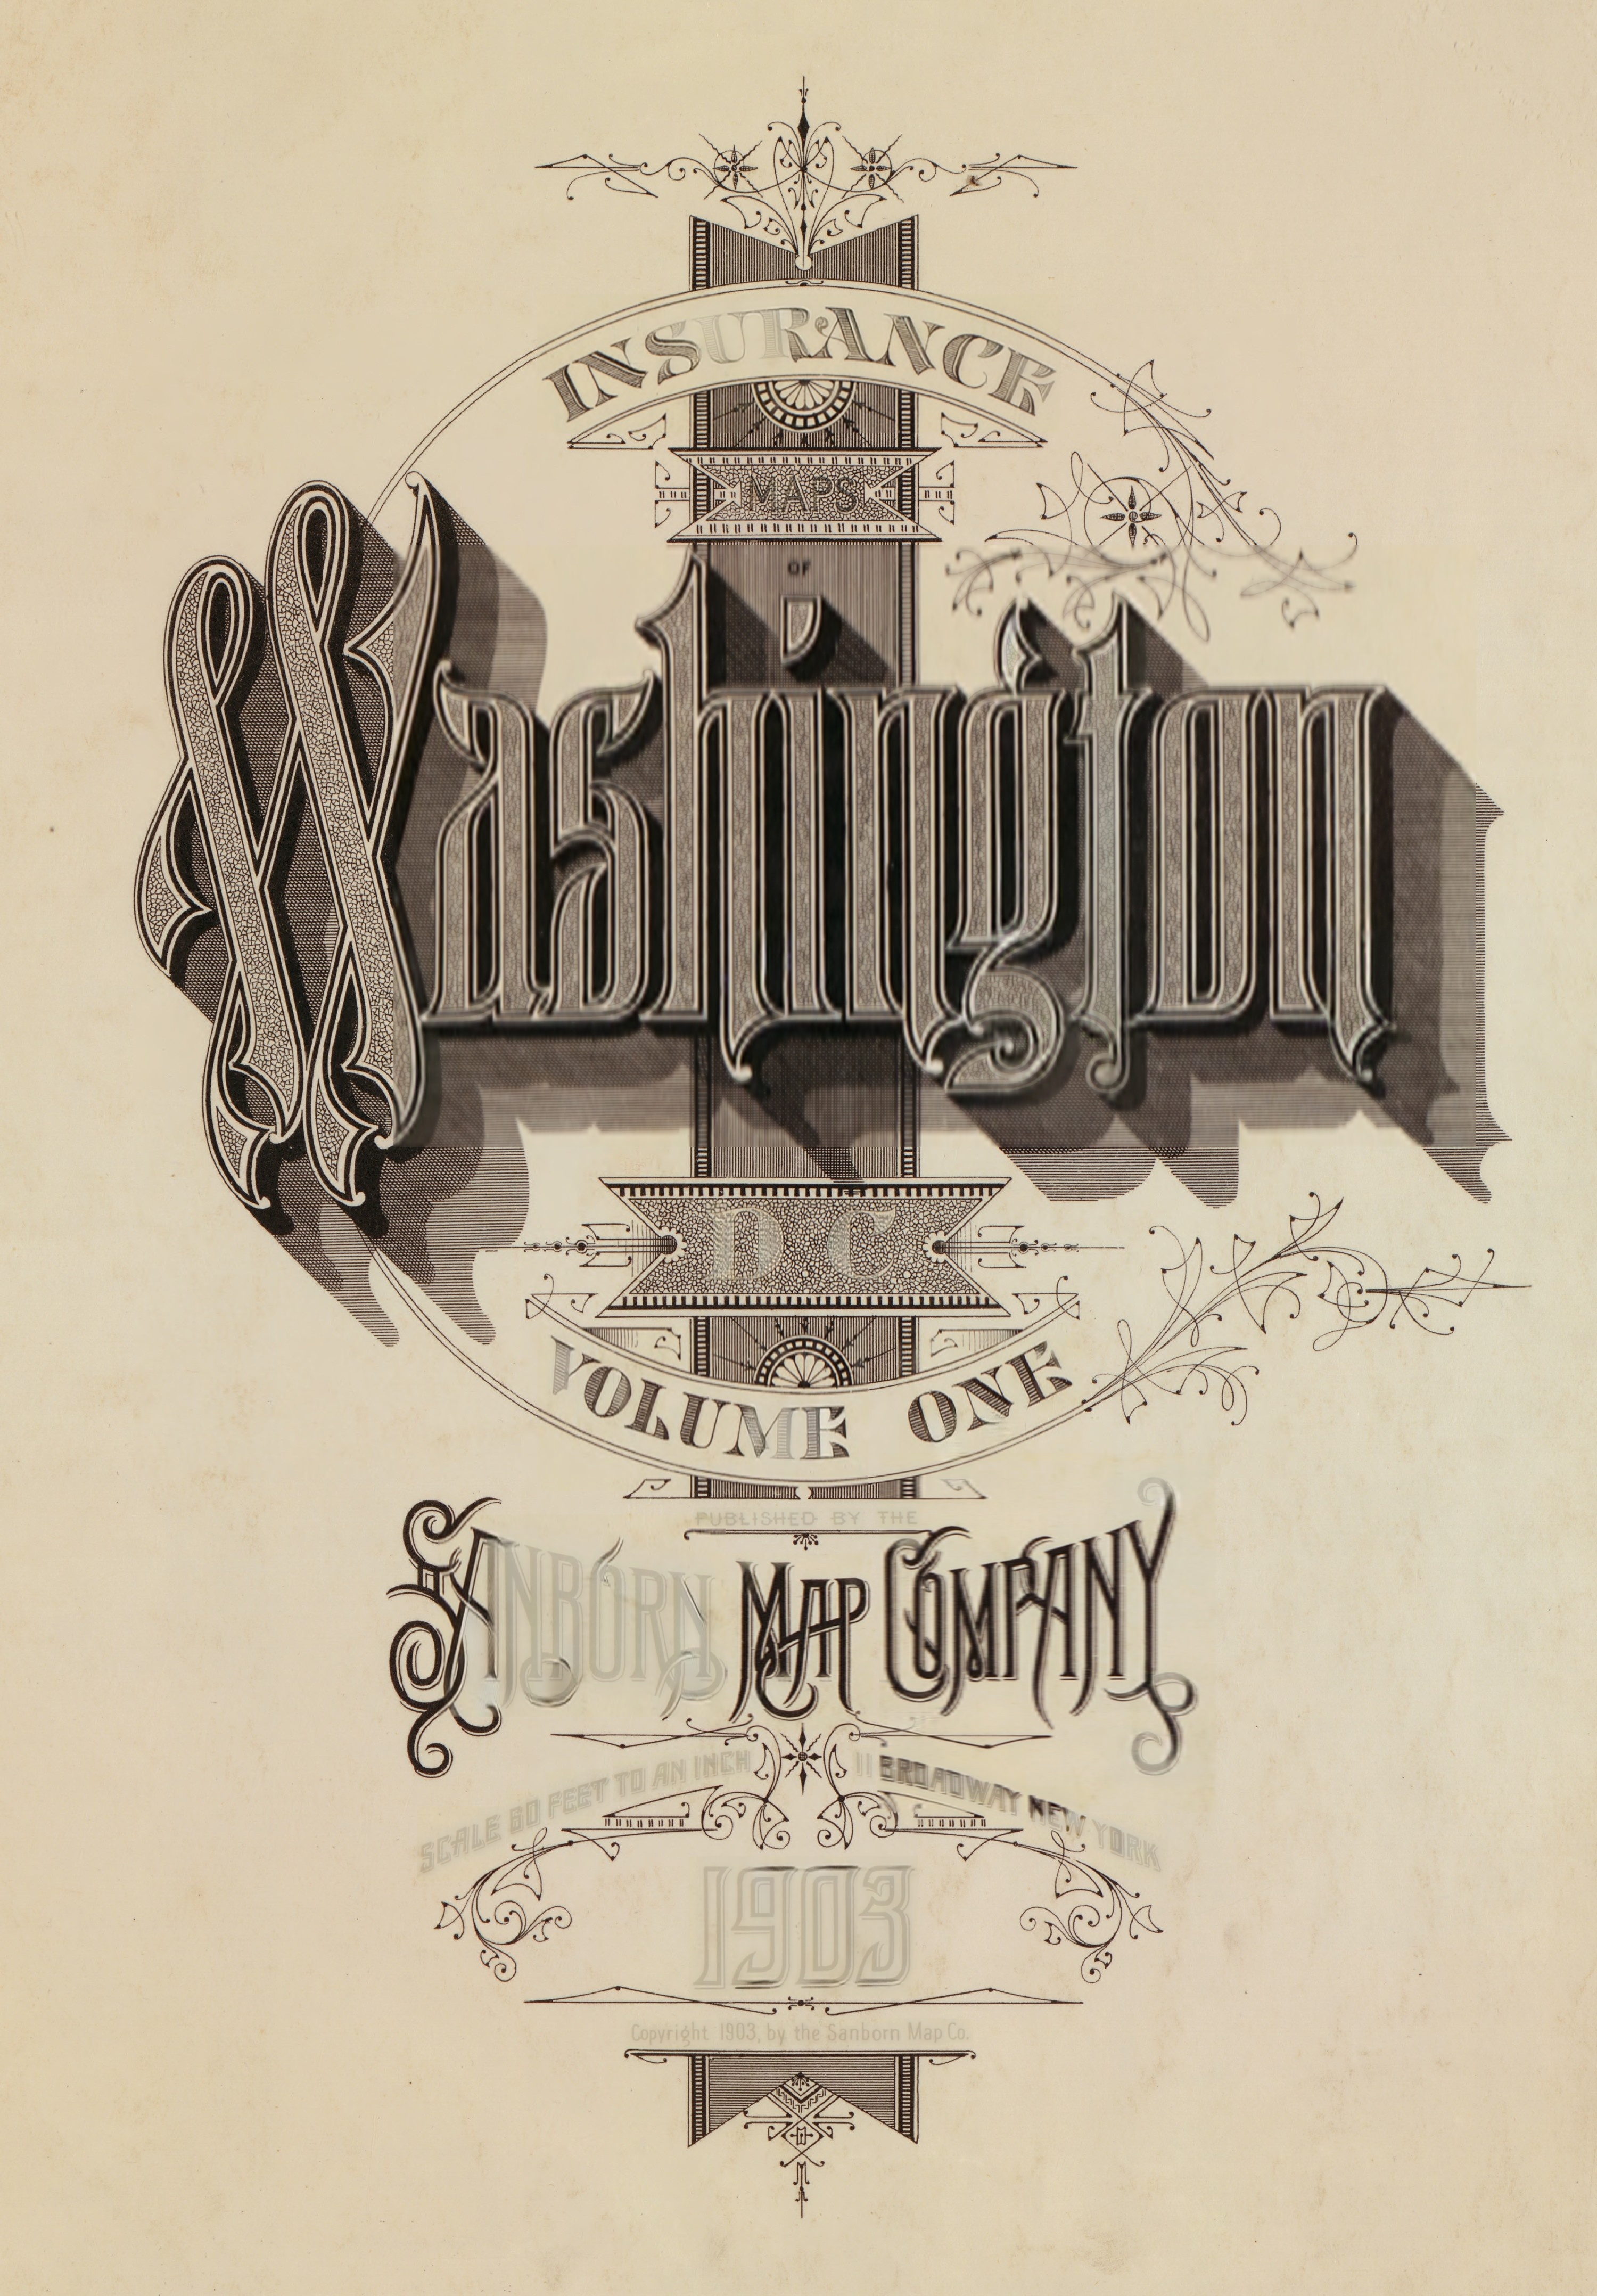 INSURANCE
MAPS
OF
Washington
D C
VOLUME ONE
PUBLISHED BY THE
SANBORN MAP COMPANY
SCALE 60 FEET TO AN INCH
11 BROADWAY NEW YORK
1903
Copyright 1903, by the Sanborn Map Co.